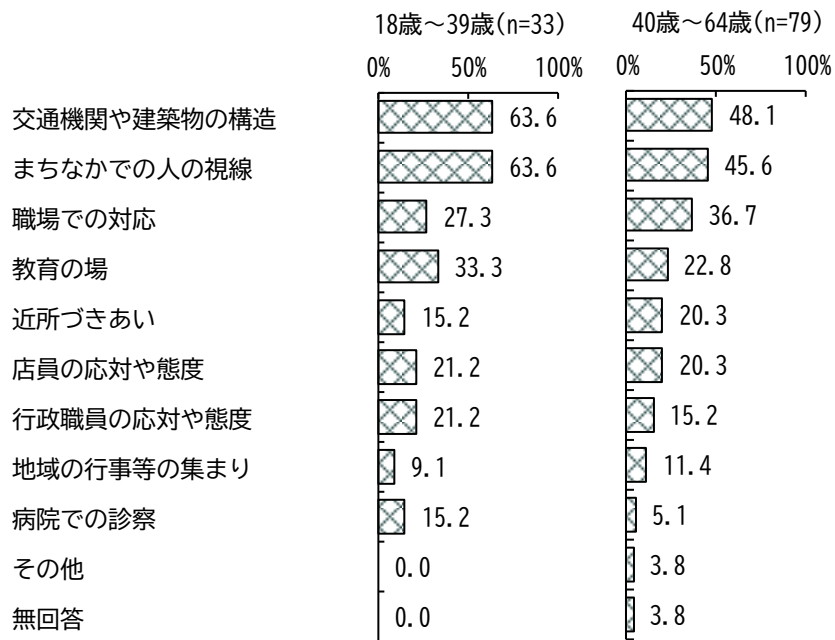 18歳～39歳(n=33) 40歳～64歳(n=79)
0% 50% 100% 0% 50% 100%
交通機関や建築物の構造 63.6 48.1
まちなかでの人の視線 63.6 45.6
職場での対応 27.3 36.7
教育の場 33.3 22.8
近所づきあい 15.2 20.3
店員の応対や態度 21.2 20.3
行政職員の応対や態度 21.2 15.2
地域の行事等の集まり 9.1 11.4
病院での診察 15.2 5.1
その他 0.0 3.8
無回答 0.0 3.8